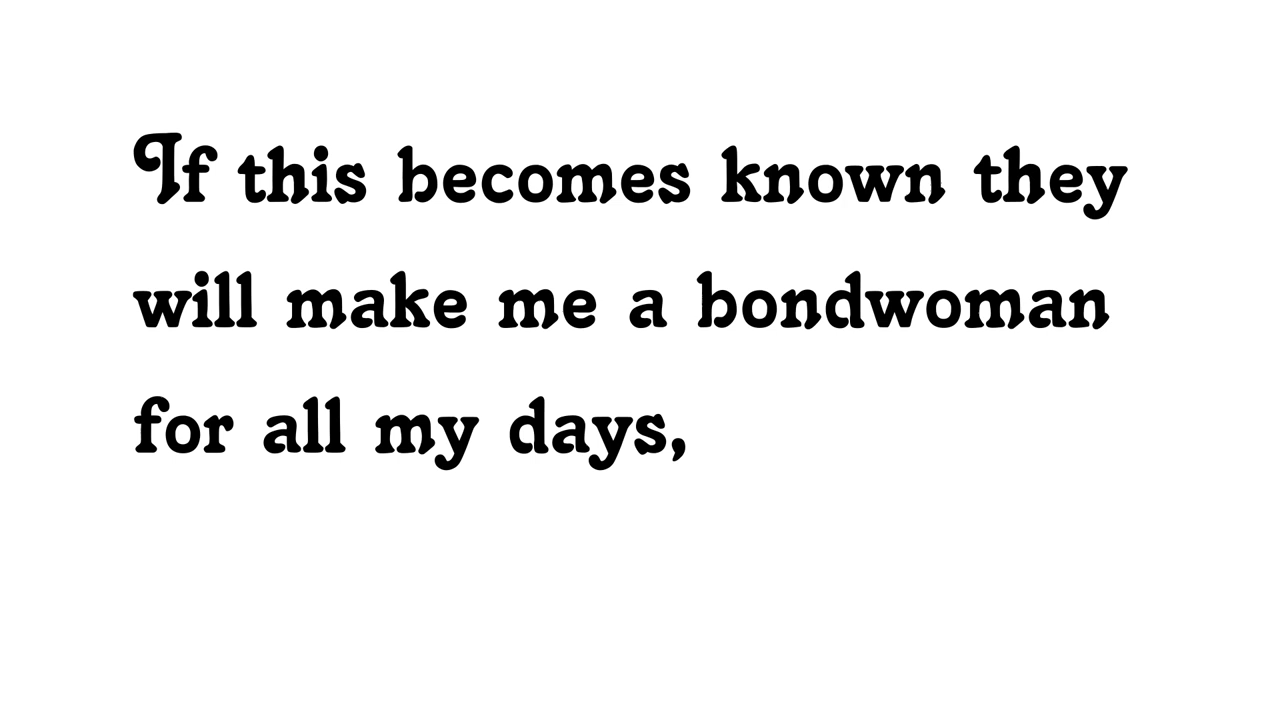 If this becomes known they
will make me a bondwoman
for all my days,